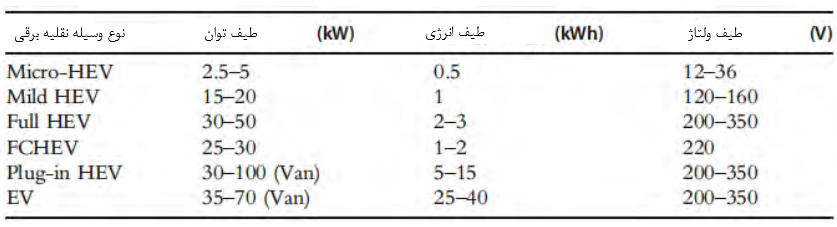 نوع وسیله نقلیه برقی طیف توان (kW) طیف انرژی (kWh) طیف ولتاژ (V)
Micro-HEV 2.5–5 0.5 12–36
Mild HEV 15–20 1 120–160
Full HEV 30–50 2–3 200–350
FCHEV 25–30 1–2 220
Plug-in HEV 30–100 (Van) 5–15 200–350
EV 35–70 (Van) 25–40 200–350